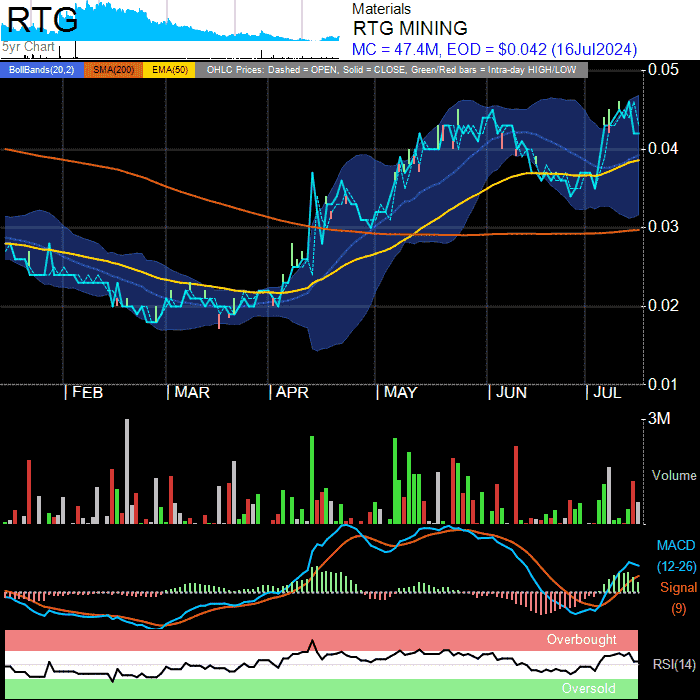 RTG
5yr Chart
Materials
RTG MINING
MC = 47.4M, EOD = $0.042 (16Jul2024)
BollBands(20,2) SMA(200) EMA(50) OHLC Prices: Dashed = OPEN, Solid = CLOSE, Green/Red bars = Intra-day HIGH/LOW
0.05
0.04
0.03
0.02
0.01
| FEB | MAR | APR | MAY | JUN | JUL
3M
Volume
MACD
(12-26)
Signal
(9)
Overbought
RSI(14)
Oversold